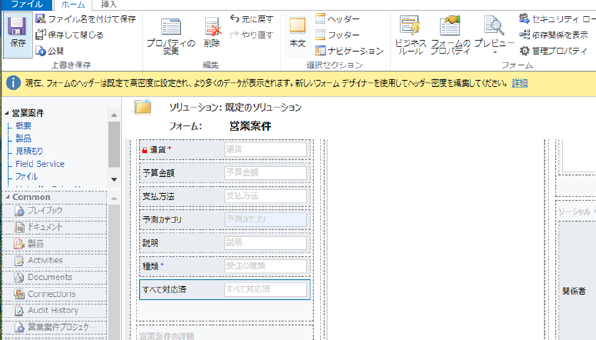 ファイル ホーム 挿入
保存
ファイル名を付けて保存
保存して閉じる
公開
上書き保存
プロパティの
変更
削除
元に戻す
やり直す
編集
本文
ヘッダー
フッター
ナビゲーション
選択セクション
ビジネス
ルール
フォームの
プロパティ
プレビュー
セキュリティ ロー
依存関係を表示
管理プロパティ
フォーム
現在、フォームのヘッダーは既定で高密度に設定され、より多くのデータが表示されます。新しいフォーム デザイナーを使用してヘッダー密度を編集してください。 詳細
営業案件
概要
製品
見積もり
Field Service
ファイル
Common
プレイブック
ドキュメント
製品
Activities
Documents
Connections
Audit History
営業案件プロジェク
ソリューション: 既定のソリューション
フォーム: 営業案件
通貨* 通貨
予算金額 予算金額
支払方法 支払方法
予測カテゴリ 予測カテゴリ
説明 説明
種類* 受注の種類
すべて対応済 すべて対応済
営業案件の詳細
ソーシャル
関係者